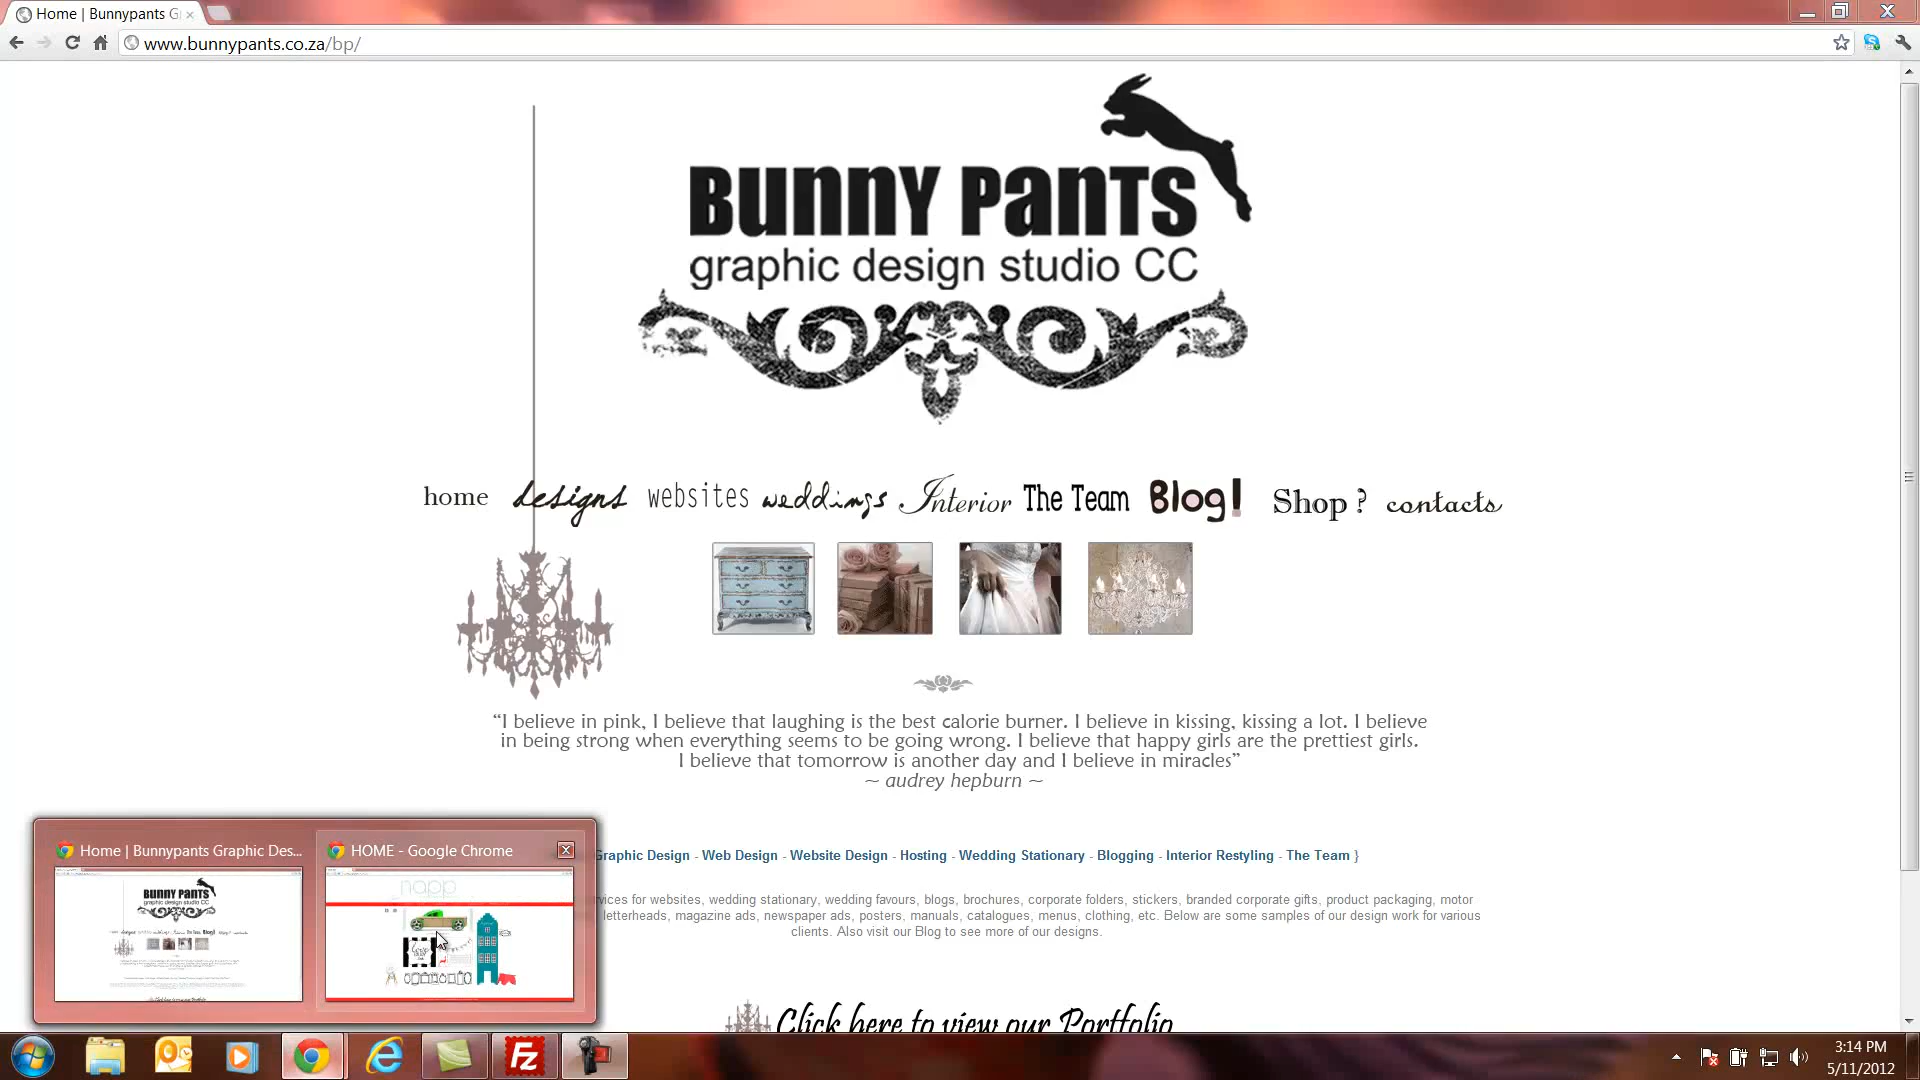 Home | Bunnypants G
www.bunnypants.co.za/bp/
BUNNY PANTS
graphic design studio CC
home designs websites weddings Interior The Team Blog! Shop ? contacts
“I believe in pink, I believe that laughing is the best calorie burner. I believe in kissing, kissing a lot. I believe
in being strong when everything seems to be going wrong. I believe that happy girls are the prettiest girls.
I believe that tomorrow is another day and I believe in miracles”
~ audrey hepburn ~
Graphic Design - Web Design - Website Design - Hosting - Wedding Stationary - Blogging - Interior Restyling - The Team }
for websites, wedding stationary, wedding favours, blogs, brochures, corporate folders, stickers, branded corporate gifts, product packaging, motor
letterheads, magazine ads, newspaper ads, posters, manuals, catalogues, menus, clothing, etc. Below are some samples of our design work for various
clients. Also visit our Blog to see more of our designs.
Click here to view our Portfolio
Home | Bunnypants Graphic Des...
BUNNY PANTS
HOME - Google Chrome
napp
Fz
3:14 PM
5/11/2012